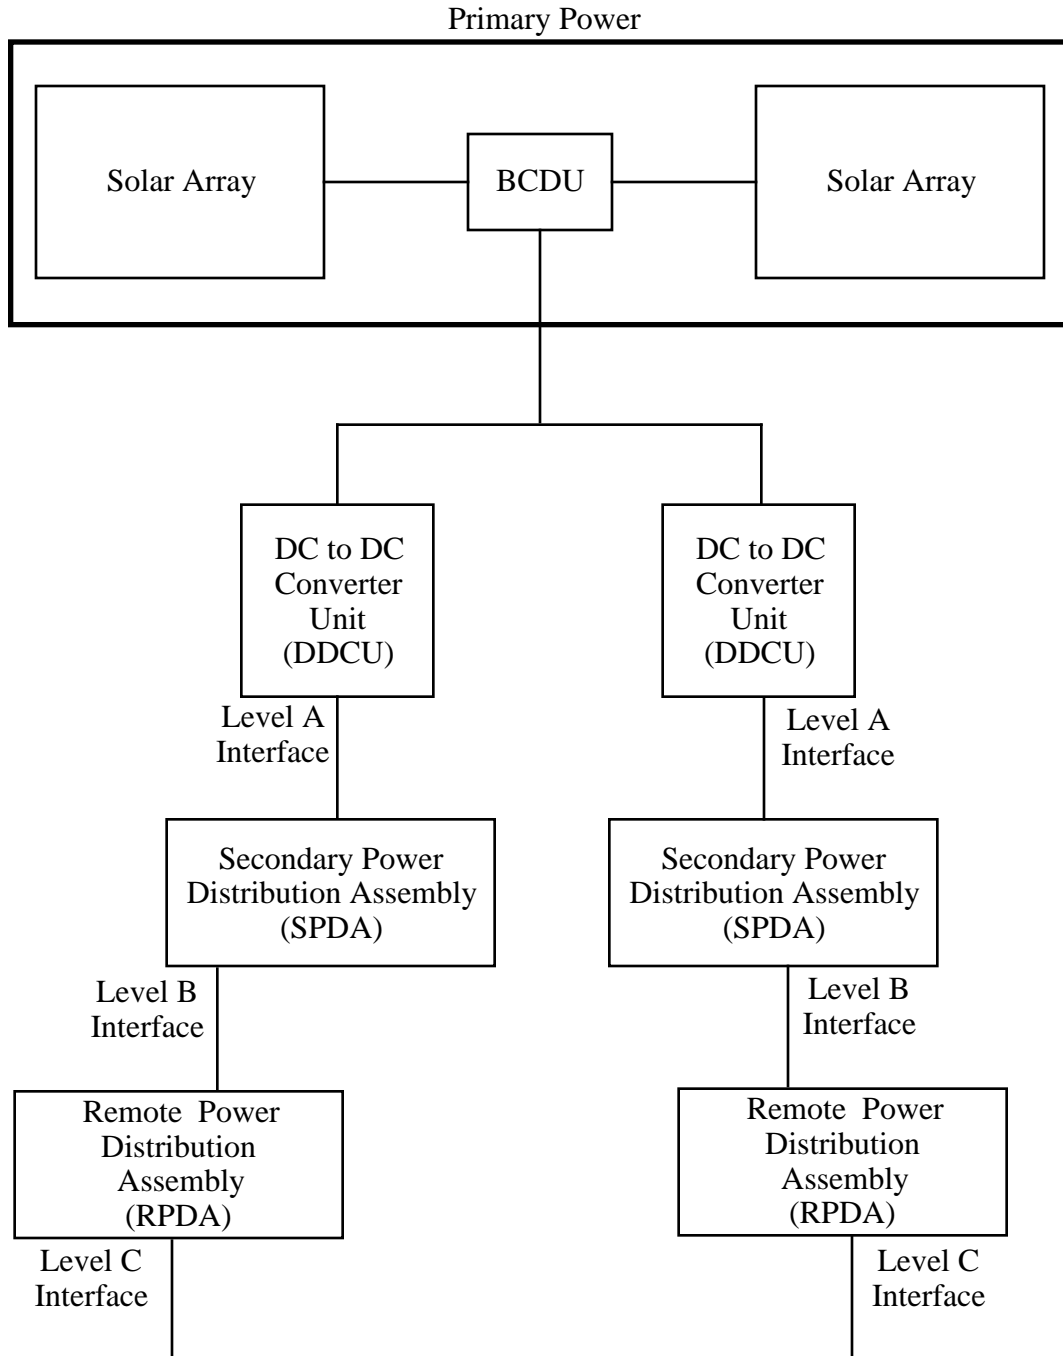 Primary Power
Solar Array
BCDU
Solar Array
DC to DC
Converter
Unit
(DDCU)
DC to DC
Converter
Unit
(DDCU)
Level A
Interface
Level A
Interface
Secondary Power
Distribution Assembly
(SPDA)
Secondary Power
Distribution Assembly
(SPDA)
Level B
Interface
Level B
Interface
Remote Power
Distribution
Assembly
(RPDA)
Remote Power
Distribution
Assembly
(RPDA)
Level C
Interface
Level C
Interface